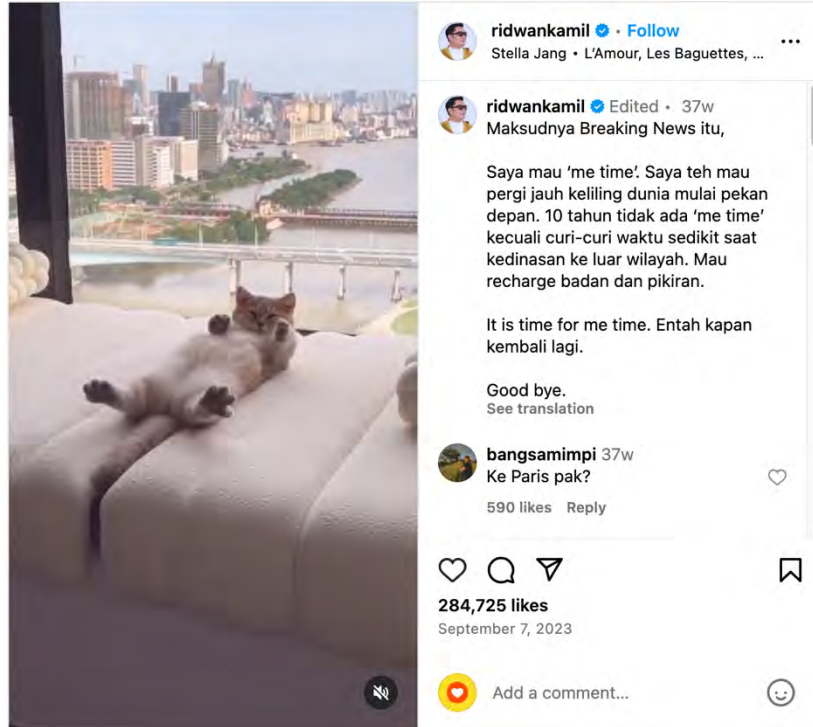 ridwankamil • Follow
Stella Jang • L'Amour, Les Baguettes, ...
ridwankamil Edited • 37w
Maksudnya Breaking News itu,
Saya mau ‘me time’. Saya teh mau
pergi jauh keliling dunia mulai pekan
depan. 10 tahun tidak ada ‘me time’
kecuali curi-curi waktu sedikit saat
kedinasan ke luar wilayah. Mau
recharge badan dan pikiran.
It is time for me time. Entah kapan
kembali lagi.
Good bye.
See translation
bangsamimpi 37w
Ke Paris pak?
590 likes Reply
284,725 likes
September 7, 2023
Add a comment...